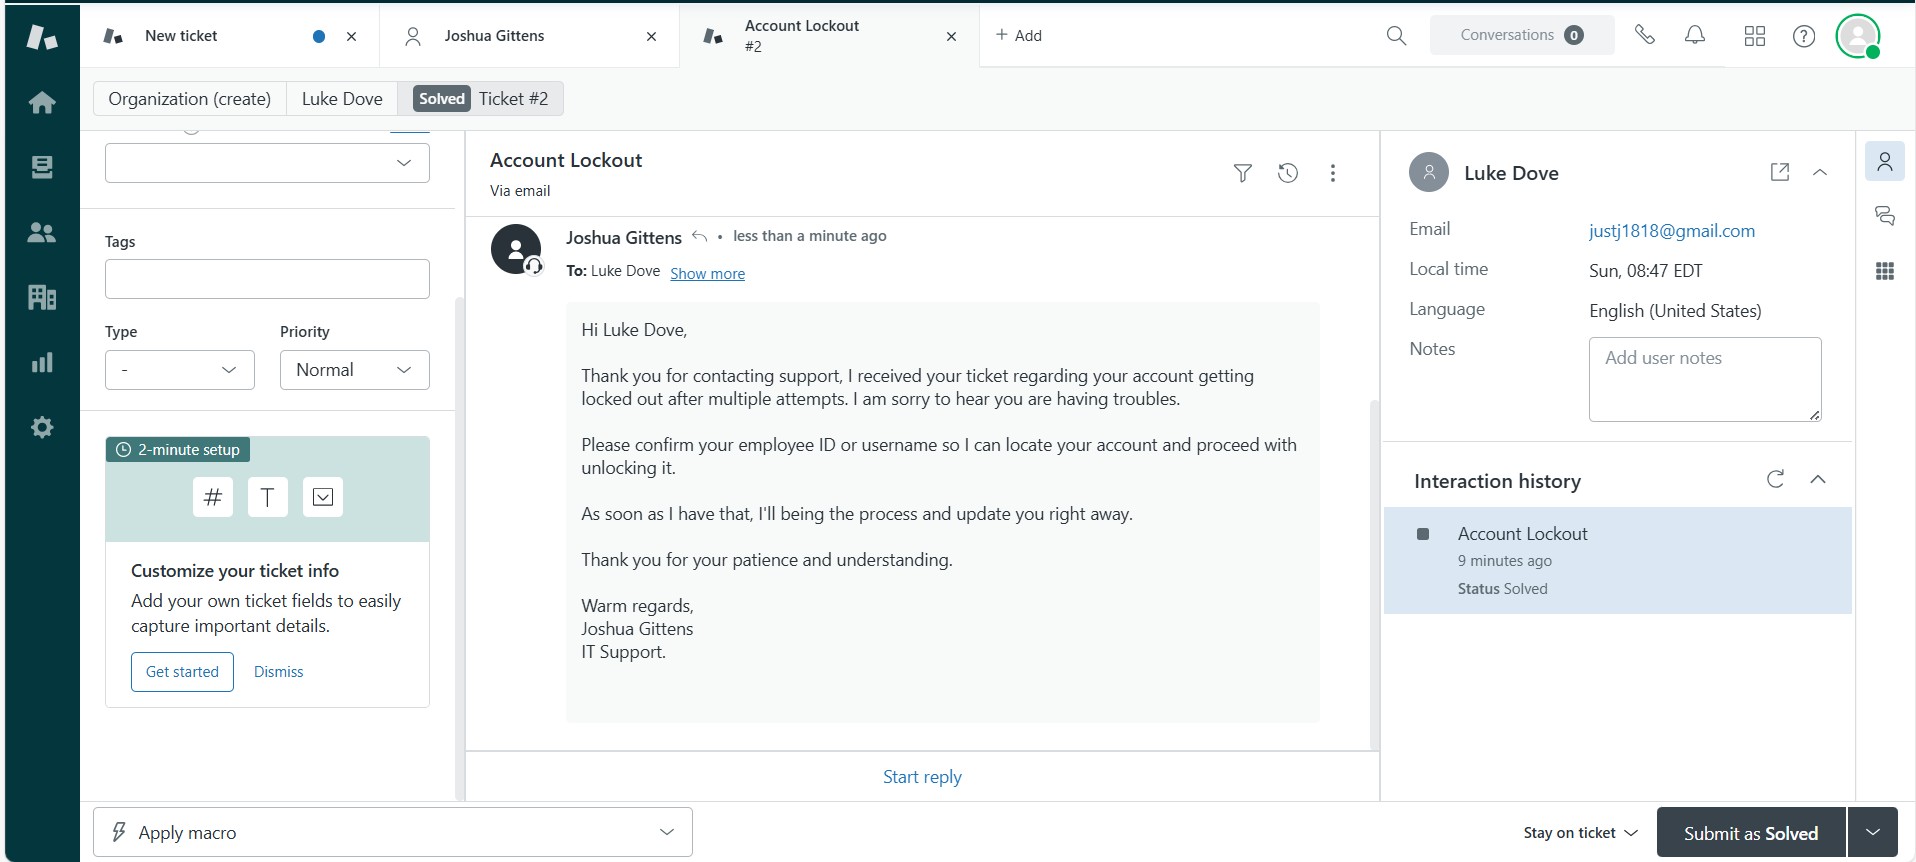 New ticket
Joshua Gittens
Account Lockout
#2
+ Add
Conversations 0
Organization (create)
Luke Dove
Solved Ticket #2
Tags
Type
Priority
-
Normal
2-minute setup
# T
Customize your ticket info
Add your own ticket fields to easily
capture important details.
Get started
Dismiss
Account Lockout
Via email
Joshua Gittens • less than a minute ago
To: Luke Dove Show more
Hi Luke Dove,
Thank you for contacting support, I received your ticket regarding your account getting
locked out after multiple attempts. I am sorry to hear you are having troubles.
Please confirm your employee ID or username so I can locate your account and proceed with
unlocking it.
As soon as I have that, I'll being the process and update you right away.
Thank you for your patience and understanding.
Warm regards,
Joshua Gittens
IT Support.
Start reply
Luke Dove
Email justj1818@gmail.com
Local time Sun, 08:47 EDT
Language English (United States)
Notes Add user notes
Interaction history
Account Lockout
9 minutes ago
Status Solved
Apply macro
Stay on ticket
Submit as Solved